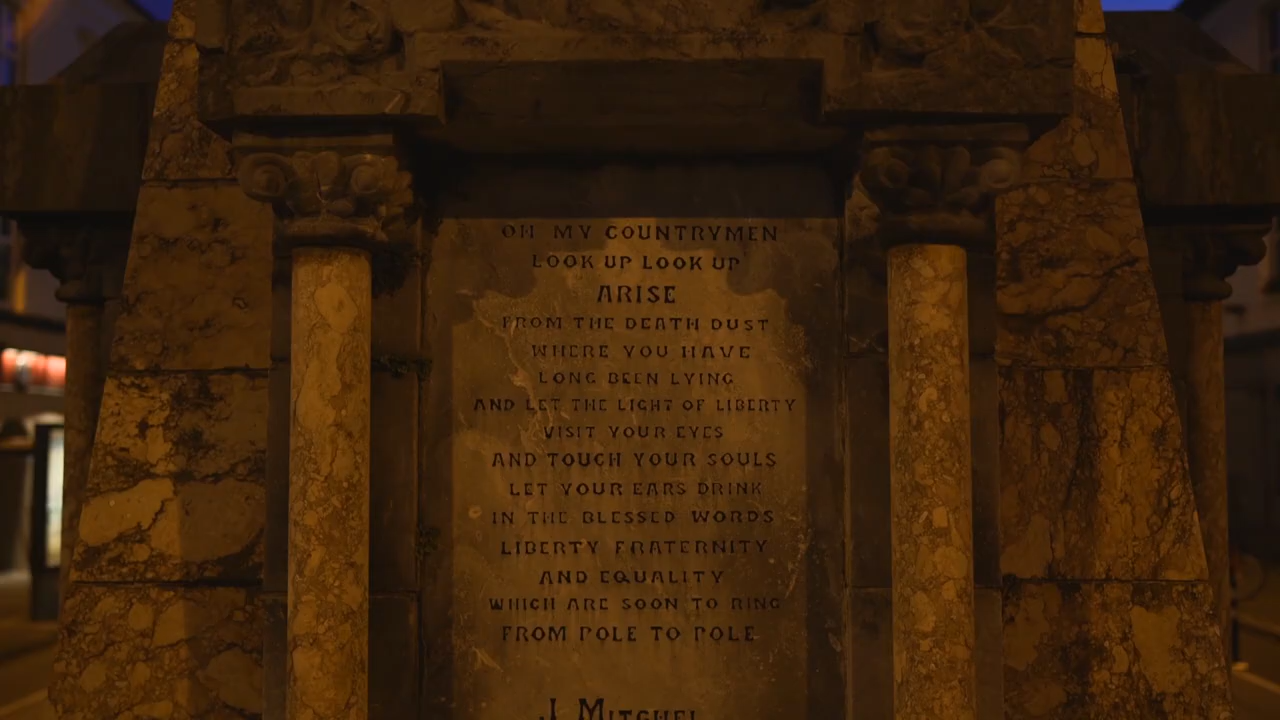 OH MY COUNTRYMEN
LOOK UP LOOK UP
ARISE
FROM THE DEATH DUST
WHERE YOU HAVE
LONG BEEN LYING
AND LET THE LIGHT OF LIBERTY
VISIT YOUR EYES
AND TOUCH YOUR SOULS
LET YOUR EARS DRINK
IN THE BLESSED WORDS
LIBERTY FRATERNITY
AND EQUALITY
WHICH ARE SOON TO RING
FROM POLE TO POLE
J. MITCHEL